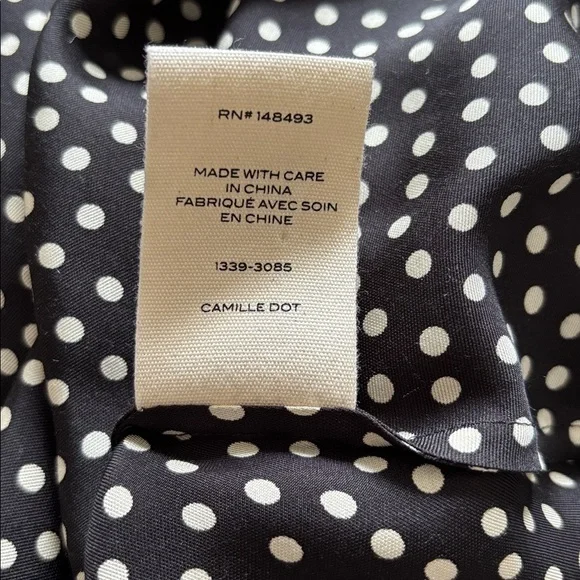 RN# 148493
MADE WITH CARE
IN CHINA
FABRIQUÉ AVEC SOIN
EN CHINE
1339-3085
CAMILLE DOT